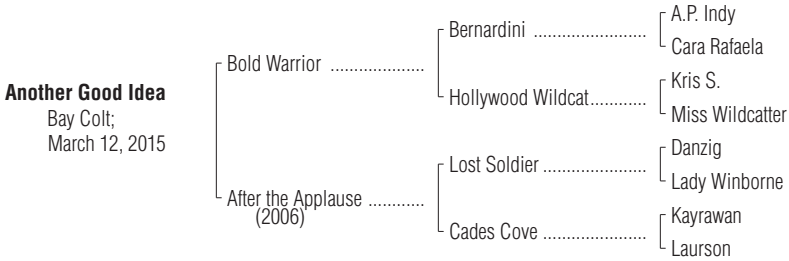 A.P. Indy
Bernardini ........................
Cara Rafaela
Bold Warrior ....................
Kris S.
Another Good Idea
Hollywood Wildcat............
Bay Colt;
Miss Wildcatter
March 12, 2015
Danzig
Lost Soldier ......................
Lady Winborne
After the Applause ............
(2006)
Kayrawan
Cades Cove ......................
Laurson